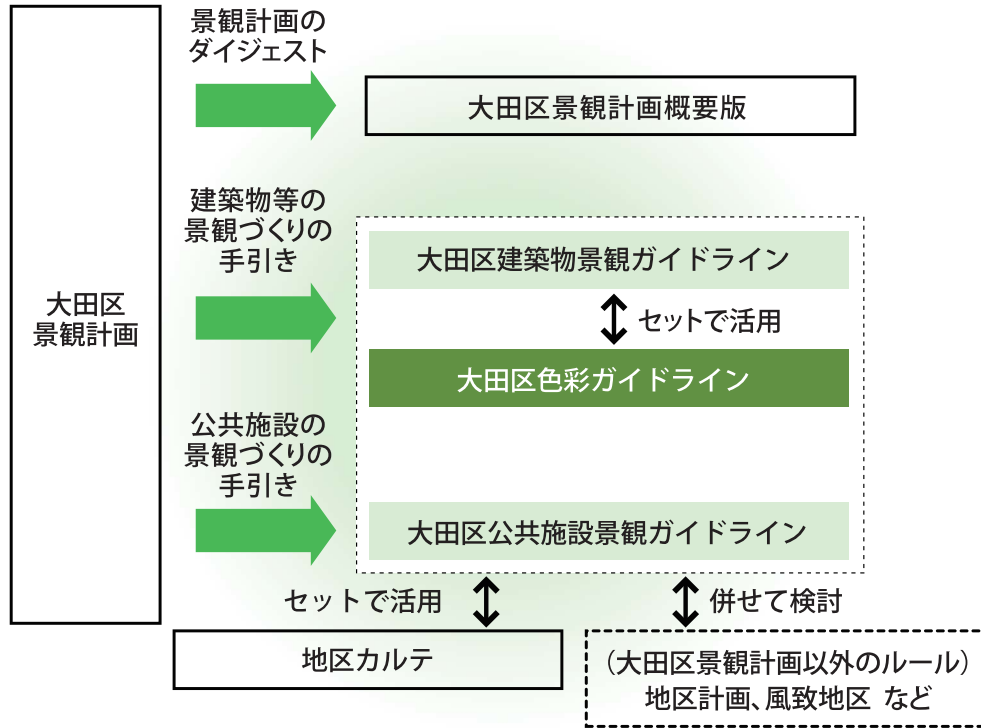 景観計画の
ダイジェスト
大田区景観計画概要版
建築物等の
景観づくりの
手引き
大田区建築物景観ガイドライン
セットで活用
大田区
景観計画
大田区色彩ガイドライン
公共施設の
景観づくりの
手引き
大田区公共施設景観ガイドライン
セットで活用
併せて検討
地区カルテ
（大田区景観計画以外のルール）
地区計画、風致地区 など